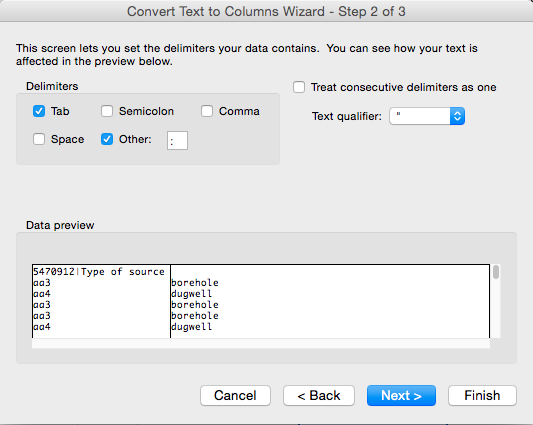 Convert Text to Columns Wizard - Step 2 of 3
This screen lets you set the delimiters your data contains.  You can see how your text is
affected in the preview below.
Delimiters
Tab
Semicolon
Comma
Space
Other:
:
Treat consecutive delimiters as one
Text qualifier:
"
Data preview
5470912|Type of source
aa3 borehole
aa4 dugwell
aa3 borehole
aa3 borehole
aa4 dugwell
Cancel
< Back
Next >
Finish